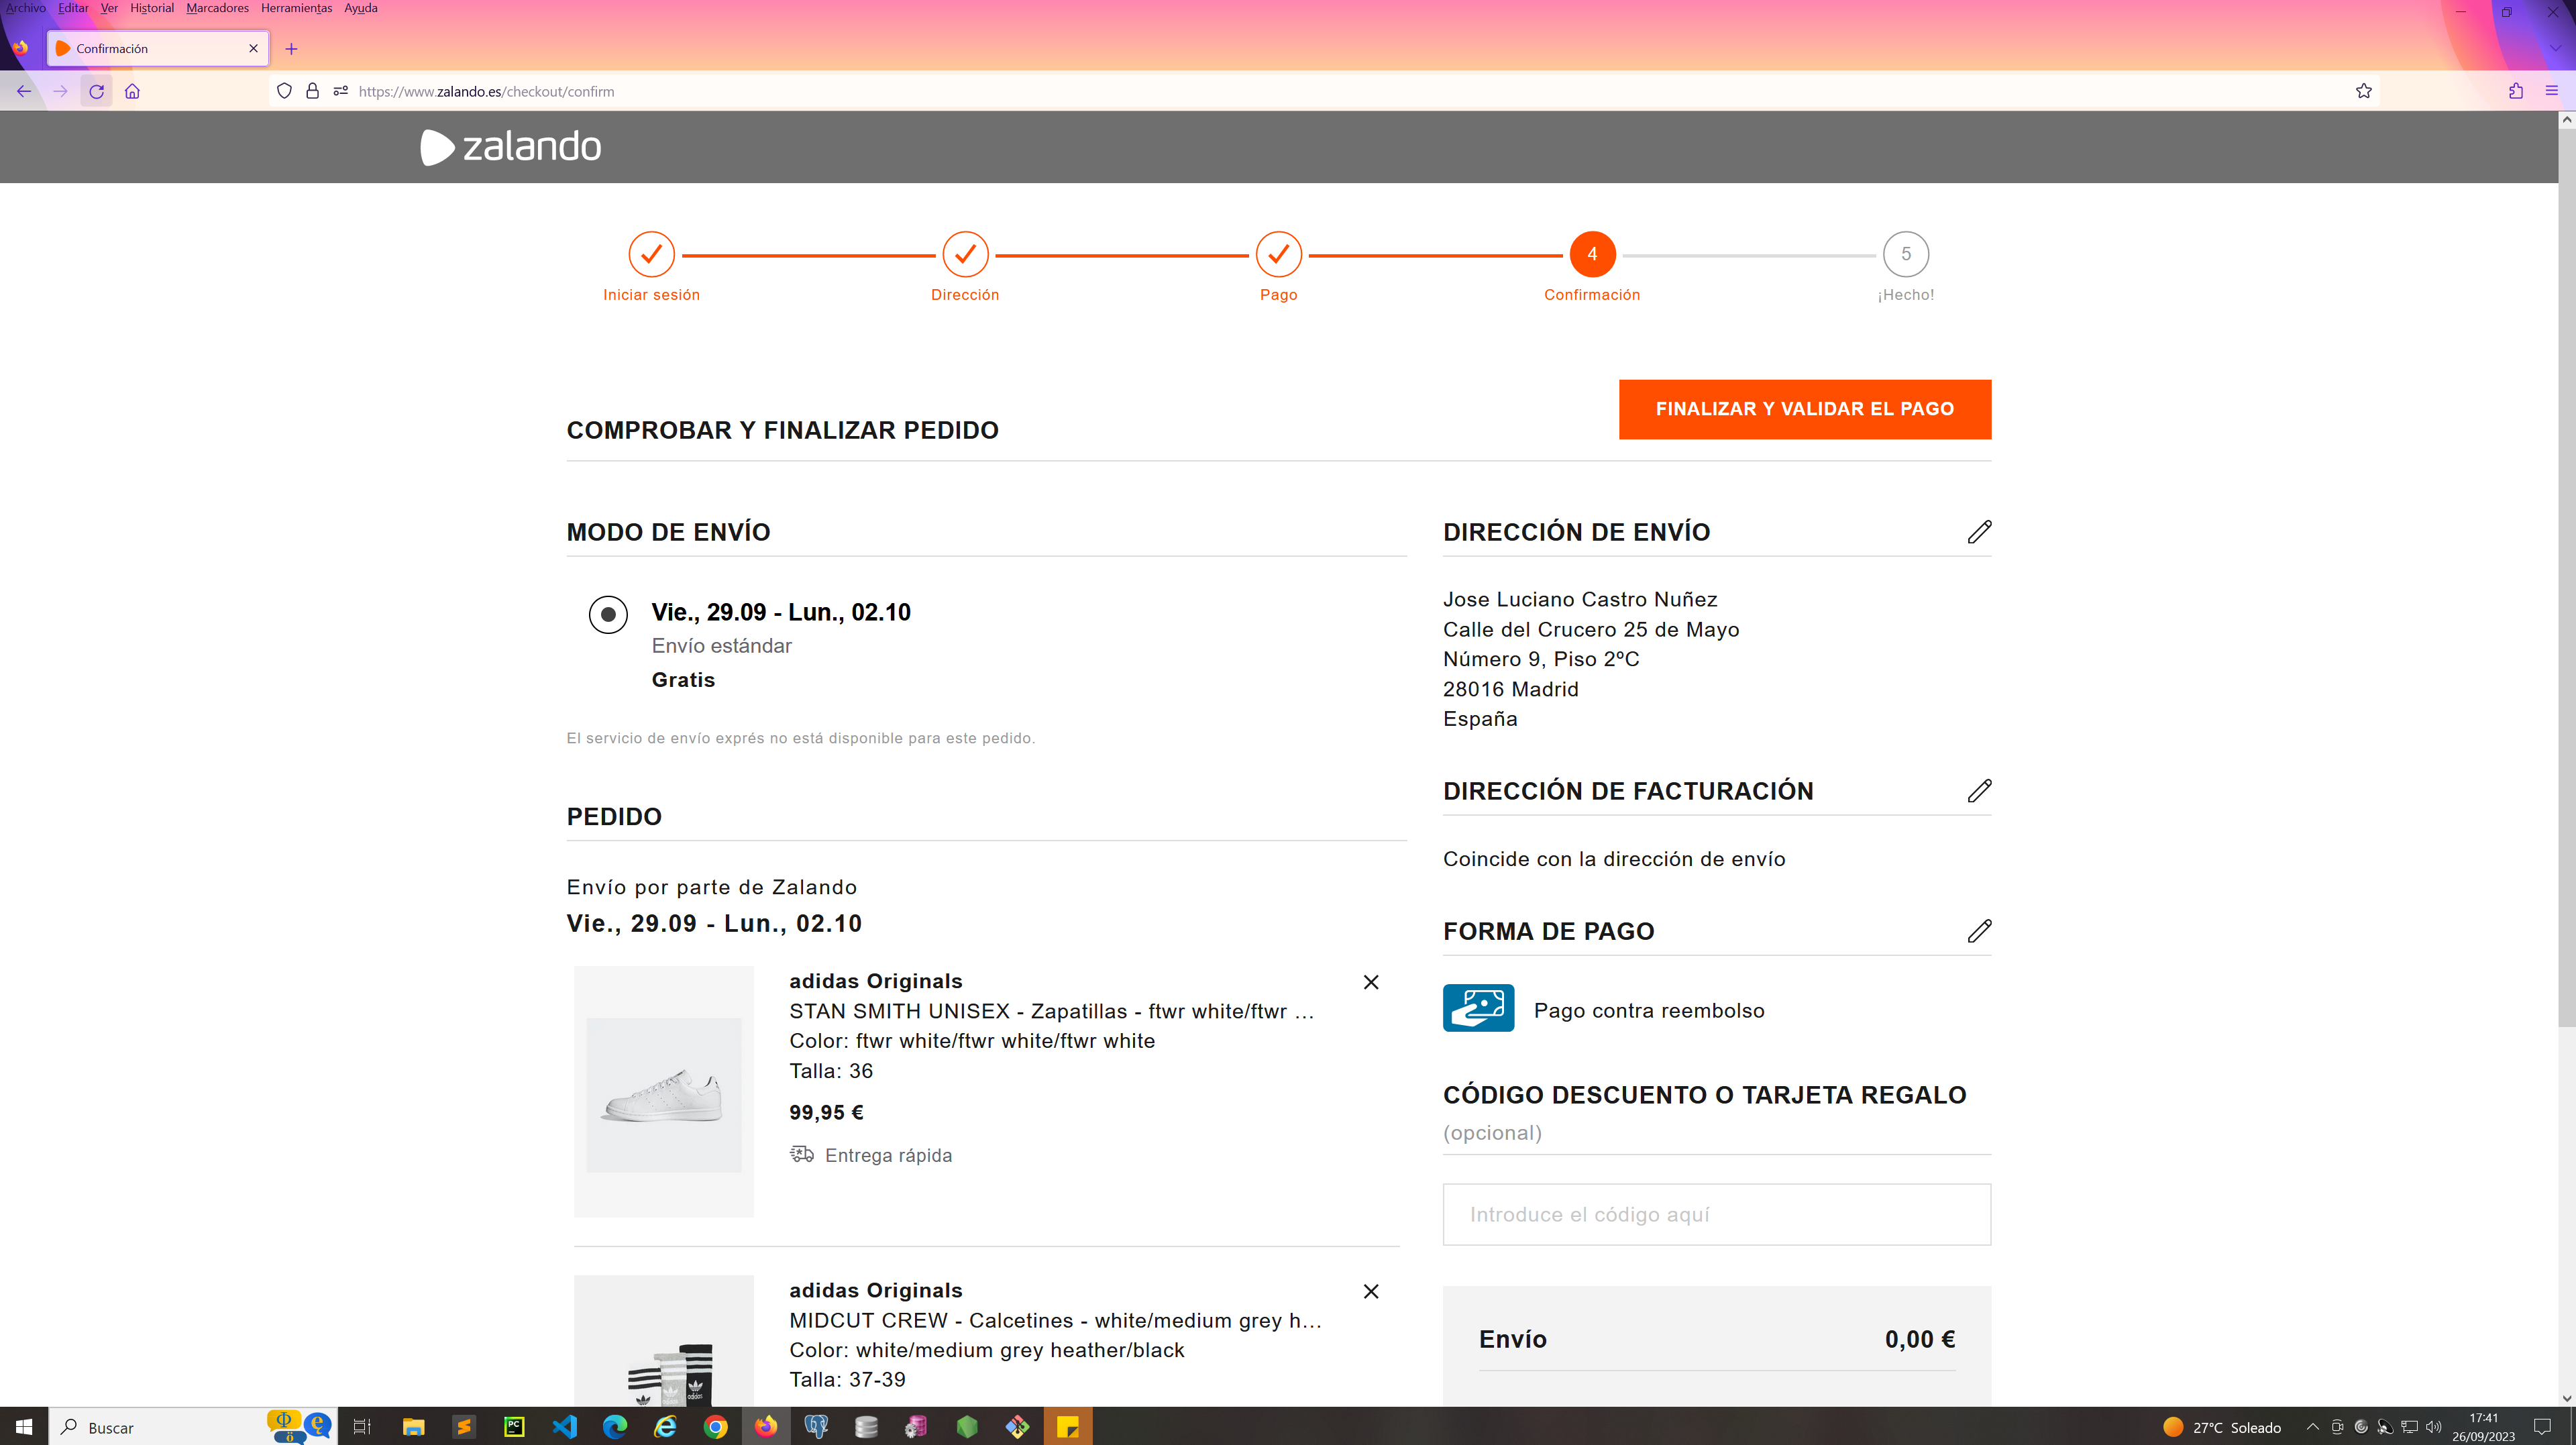 Archivo Editar Ver Historial Marcadores Herramientas Ayuda
Confirmación
https://www.zalando.es/checkout/confirm
zalando
4
5
Iniciar sesión
Dirección
Pago
Confirmación
¡Hecho!
FINALIZAR Y VALIDAR EL PAGO
COMPROBAR Y FINALIZAR PEDIDO
MODO DE ENVÍO
Vie., 29.09 - Lun., 02.10
Envío estándar
Gratis
El servicio de envío exprés no está disponible para este pedido.
PEDIDO
Envío por parte de Zalando
Vie., 29.09 - Lun., 02.10
adidas Originals
STAN SMITH UNISEX - Zapatillas - ftwr white/ftwr …
Color: ftwr white/ftwr white/ftwr white
Talla: 36
99,95 €
Entrega rápida
adidas Originals
MIDCUT CREW - Calcetines - white/medium grey h…
Color: white/medium grey heather/black
Talla: 37-39
DIRECCIÓN DE ENVÍO
Jose Luciano Castro Nuñez
Calle del Crucero 25 de Mayo
Número 9, Piso 2ºC
28016 Madrid
España
DIRECCIÓN DE FACTURACIÓN
Coincide con la dirección de envío
FORMA DE PAGO
Pago contra reembolso
CÓDIGO DESCUENTO O TARJETA REGALO
(opcional)
Introduce el código aquí
Envío 0,00 €
Buscar
27°C Soleado
17:41
26/09/2023